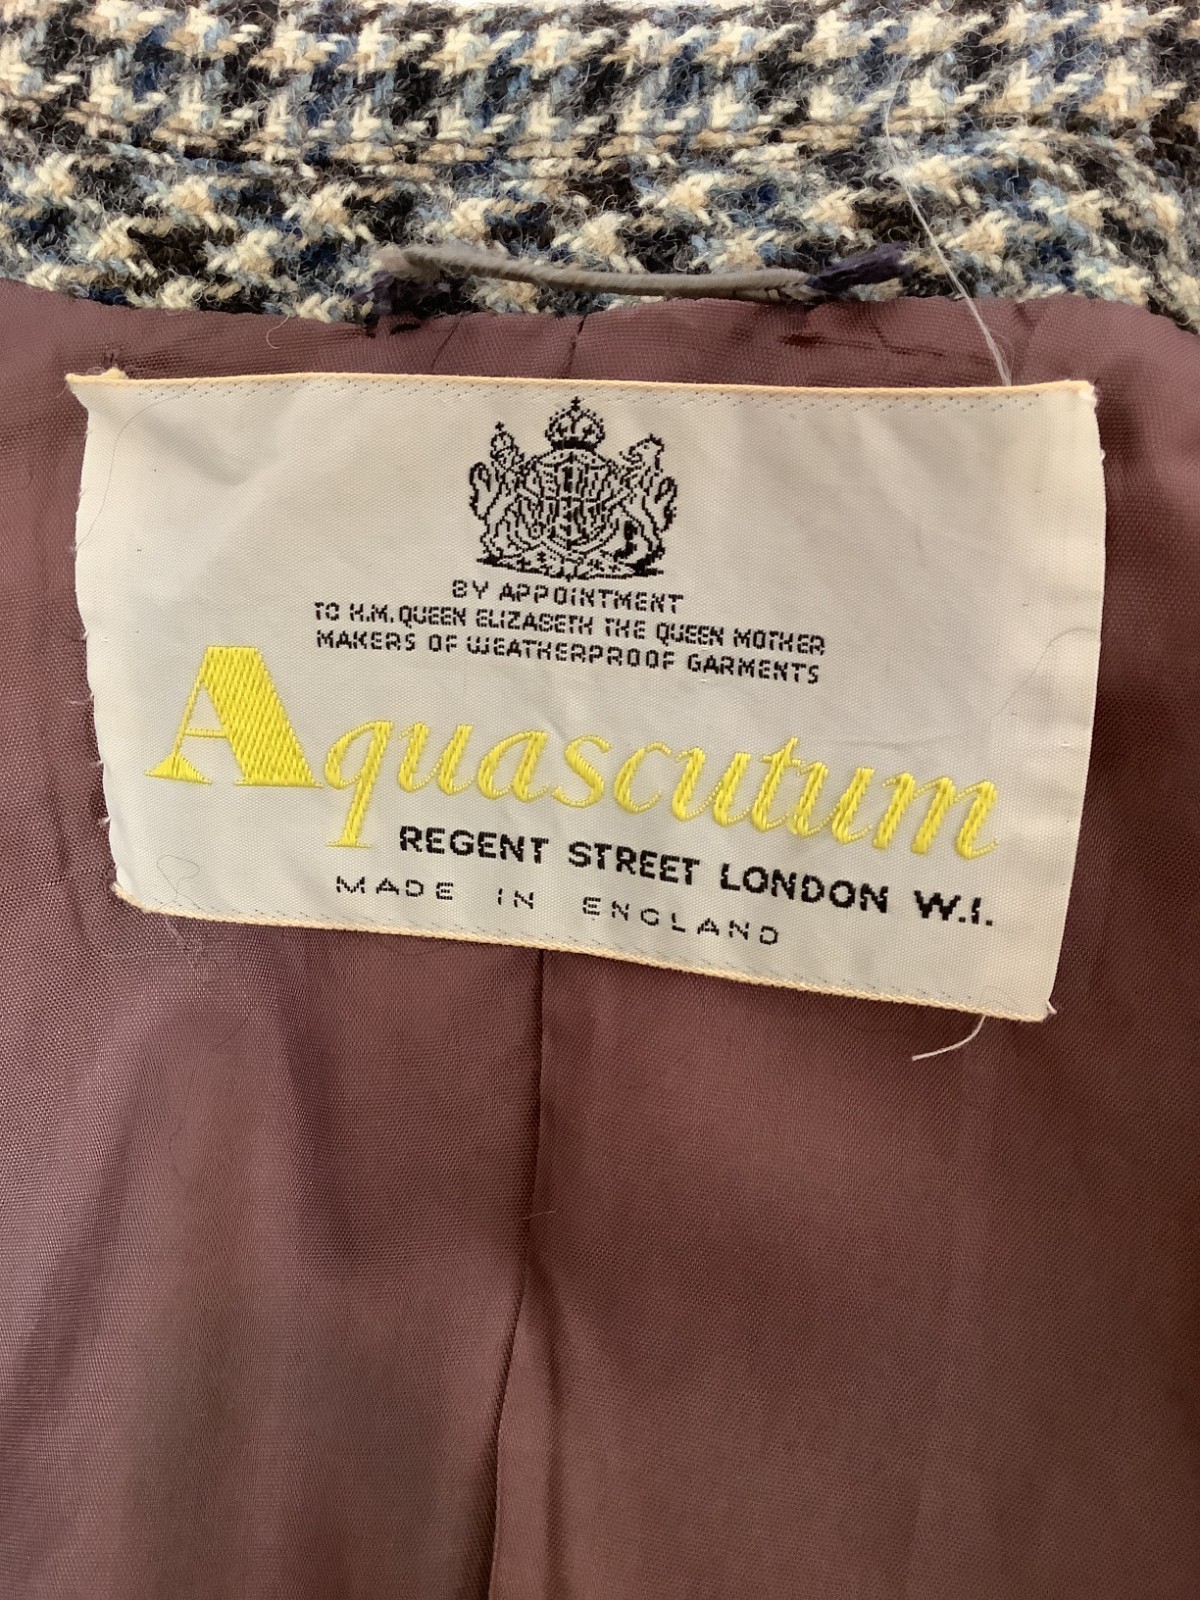 BY APPOINTMENT
TO H.M. QUEEN ELIZABETH THE QUEEN MOTHER
MAKERS OF WEATHERPROOF GARMENTS
Aquascutum
REGENT STREET LONDON W.1.
MADE IN ENGLAND